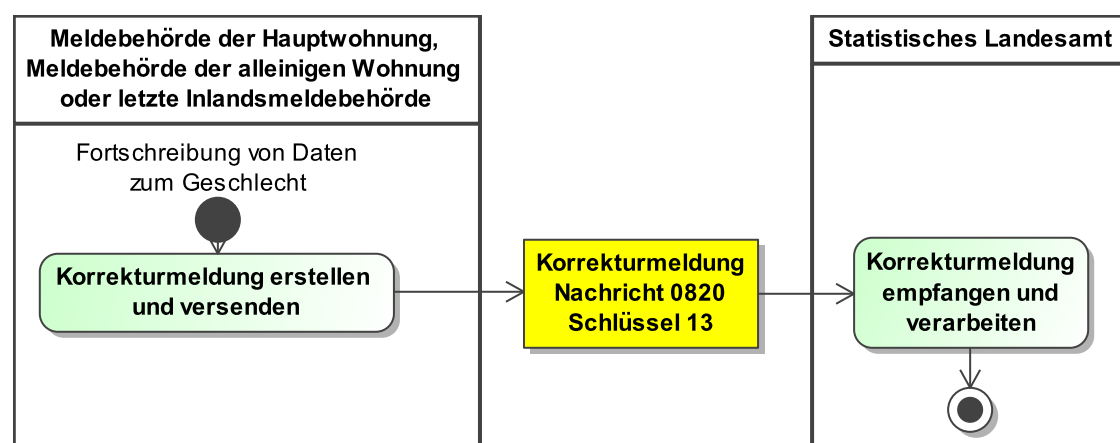 Meldebehörde der Hauptwohnung,
Meldebehörde der alleinigen Wohnung
oder letzte Inlandsmeldebehörde
Fortschreibung von Daten
zum Geschlecht
Korrekturmeldung erstellen
und versenden
Korrekturmeldung
Nachricht 0820
Schlüssel 13
Statistisches Landesamt
Korrekturmeldung
empfangen und
verarbeiten